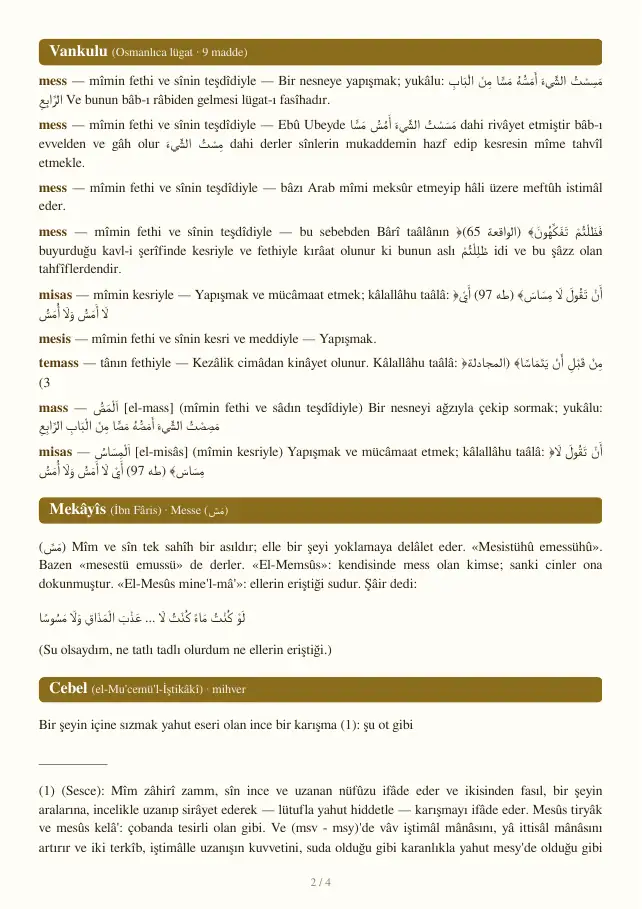 Vankulu (Osmanlıca lügat · 9 madde)
mess — mîmin fethi ve sînin teşdîdiyle — Bir nesneye yapışmak; yukâlu: مَسِسْتُ الشَّيءَ أَمَسُّهُ مَسًّا مِنَ الْبَابِ
الرَّابِعِ Ve bunun bâb-ı râbiden gelmesi lügat-ı fasîhadır.
mess — mîmin fethi ve sînin teşdîdiyle — Ebû Ubeyde مَسَسْتُ الشَّيءَ أَمُسُّ مَسًّا dahi rivâyet etmiştir bâb-ı
evvelden ve gâh olur مِسْتُ الشَّيءَ dahi derler sînlerin mukaddemin hazf edip kesresin mîme tahvîl
etmekle.
mess — mîmin fethi ve sînin teşdîdiyle — bâzı Arab mîmi meksûr etmeyip hâli üzere meftûh istimâl
eder.
mess — mîmin fethi ve sînin teşdîdiyle — bu sebebden Bârî taâlânın ﴿فَظَلْتُمْ تَفَكَّهُونَ﴾ (الواقعة 65)
buyurduğu kavl-i şerîfinde kesriyle ve fethiyle kırâat olunur ki bunun aslı ظَلِلْتُمْ idi ve bu şâzz olan
tahfîflerdendir.
misas — mîmin kesriyle — Yapışmak ve mücâmaat etmek; kâlallâhu taâlâ: ﴿أَنْ تَقُولَ لَا مِسَاسَ﴾ (طه 97) أَيْ
لَا أَمَسُّ وَلَا أُمَسُّ
mesis — mîmin fethi ve sînin kesri ve meddiyle — Yapışmak.
temass — tânın fethiyle — Kezâlik cimâdan kinâyet olunur. Kâlallâhu taâlâ: ﴿مِنْ قَبْلِ أَنْ يَتَمَاسَّا﴾ (المجادلة
3)
mass — اَلْمَصُّ [el-mass] (mîmin fethi ve sâdın teşdîdiyle) Bir nesneyi ağzıyla çekip sormak; yukâlu:
مَصِصْتُ الشَّيءَ أَمَصُّهُ مَصًّا مِنَ الْبَابِ الرَّابِعِ
misas — اَلْمِسَاسُ [el-misâs] (mîmin kesriyle) Yapışmak ve mücâmaat etmek; kâlallâhu taâlâ: ﴿أَنْ تَقُولَ لَا
مِسَاسَ﴾ (طه 97) أَيْ لَا أَمَسُّ وَلَا أُمَسُّ
Mekâyîs (İbn Fâris) · Messe (مَسَّ)
(مَسَّ) Mîm ve sîn tek sahîh bir asıldır; elle bir şeyi yoklamaya delâlet eder. «Mesistühû emessühû».
Bazen «mesestü emussü» de derler. «El-Memsûs»: kendisinde mess olan kimse; sanki cinler ona
dokunmuştur. «El-Mesûs mine'l-mâ'»: ellerin eriştiği sudur. Şâir dedi:
لَوْ كُنْتُ مَاءً كُنْتُ لَا ... عَذْبَ الْمَذَاقِ وَلَا مَسُوسًا
(Su olsaydım, ne tatlı tadlı olurdum ne ellerin eriştiği.)
Cebel (el-Mu'cemü'l-İştikâkî) · mihver
Bir şeyin içine sızmak yahut eseri olan ince bir karışma (1): şu ot gibi
(1) (Sesce): Mîm zâhirî zamm, sîn ince ve uzanan nüfûzu ifâde eder ve ikisinden fasıl, bir şeyin
aralarına, incelikle uzanıp sirâyet ederek — lütufla yahut hiddetle — karışmayı ifâde eder. Mesûs tiryâk
ve mesûs kelâ': çobanda tesirli olan gibi. Ve (msv - msy)'de vâv iştimâl mânâsını, yâ ittisâl mânâsını
artırır ve iki terkîb, iştimâlle uzanışın kuvvetini, suda olduğu gibi karanlıkla yahut mesy'de olduğu gibi
2 / 4